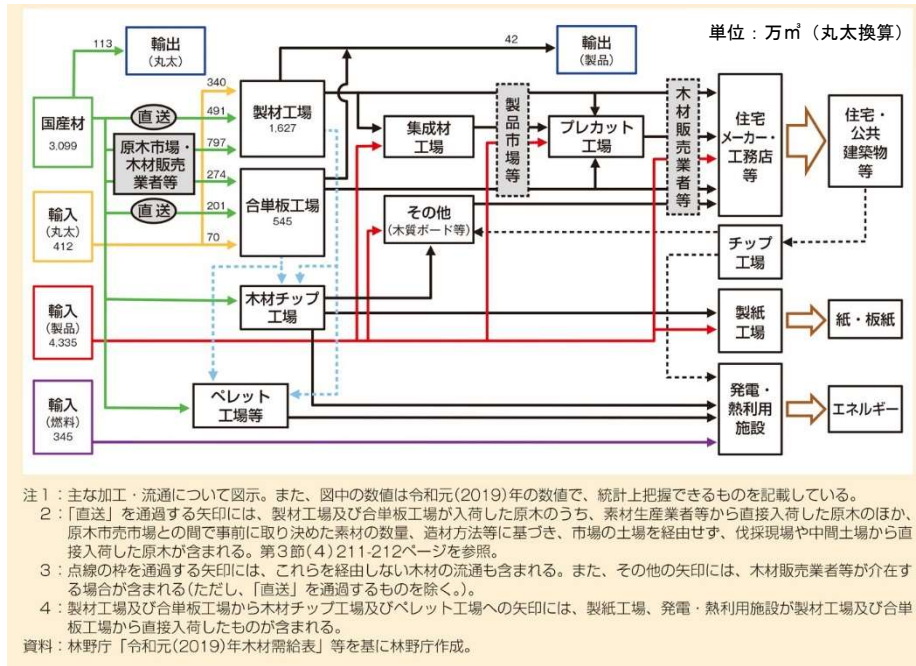 単位：万㎥（丸太換算）
113
輸出
（丸太）
42
輸出
（製品）
340
国産材
3,099
直送
491
製材工場
1,627
原木市場・
木材販売
業者等
797
274
集成材
工場
製品市場等
プレカット
工場
木材販売業者等
住宅
メーカー・
工務店
等
住宅・
公共
建築物
等
輸入
（丸太）
412
直送
201
合単板工場
545
70
その他
（木質ボード等）
チップ
工場
輸入
（製品）
4,335
木材チップ
工場
製紙
工場
紙・板紙
輸入
（燃料）
345
ペレット
工場等
発電・
熱利用
施設
エネルギー
注1：主な加工・流通について図示。また、図中の数値は令和元(2019)年の数値で、統計上把握できるものを記載している。
2：「直送」を通過する矢印には、製材工場及び合単板工場が入荷した原木のうち、素材生産業者等から直接入荷した原木のほか、
原木市売市場との間で事前に取り決めた素材の数量、造材方法等に基づき、市場の土場を経由せず、伐採現場や中間土場から直
接入荷した原木が含まれる。第3節(4)211-212ページを参照。
3：点線の枠を通過する矢印には、これらを経由しない木材の流通も含まれる。また、その他の矢印には、木材販売業者等が介在す
る場合が含まれる(ただし、「直送」を通過するものを除く。)。
4：製材工場及び合単板工場から木材チップ工場及びペレット工場への矢印には、製紙工場、発電・熱利用施設が製材工場及び合単
板工場から直接入荷したものが含まれる。
資料：林野庁「令和元(2019)年木材需給表」等を基に林野庁作成。